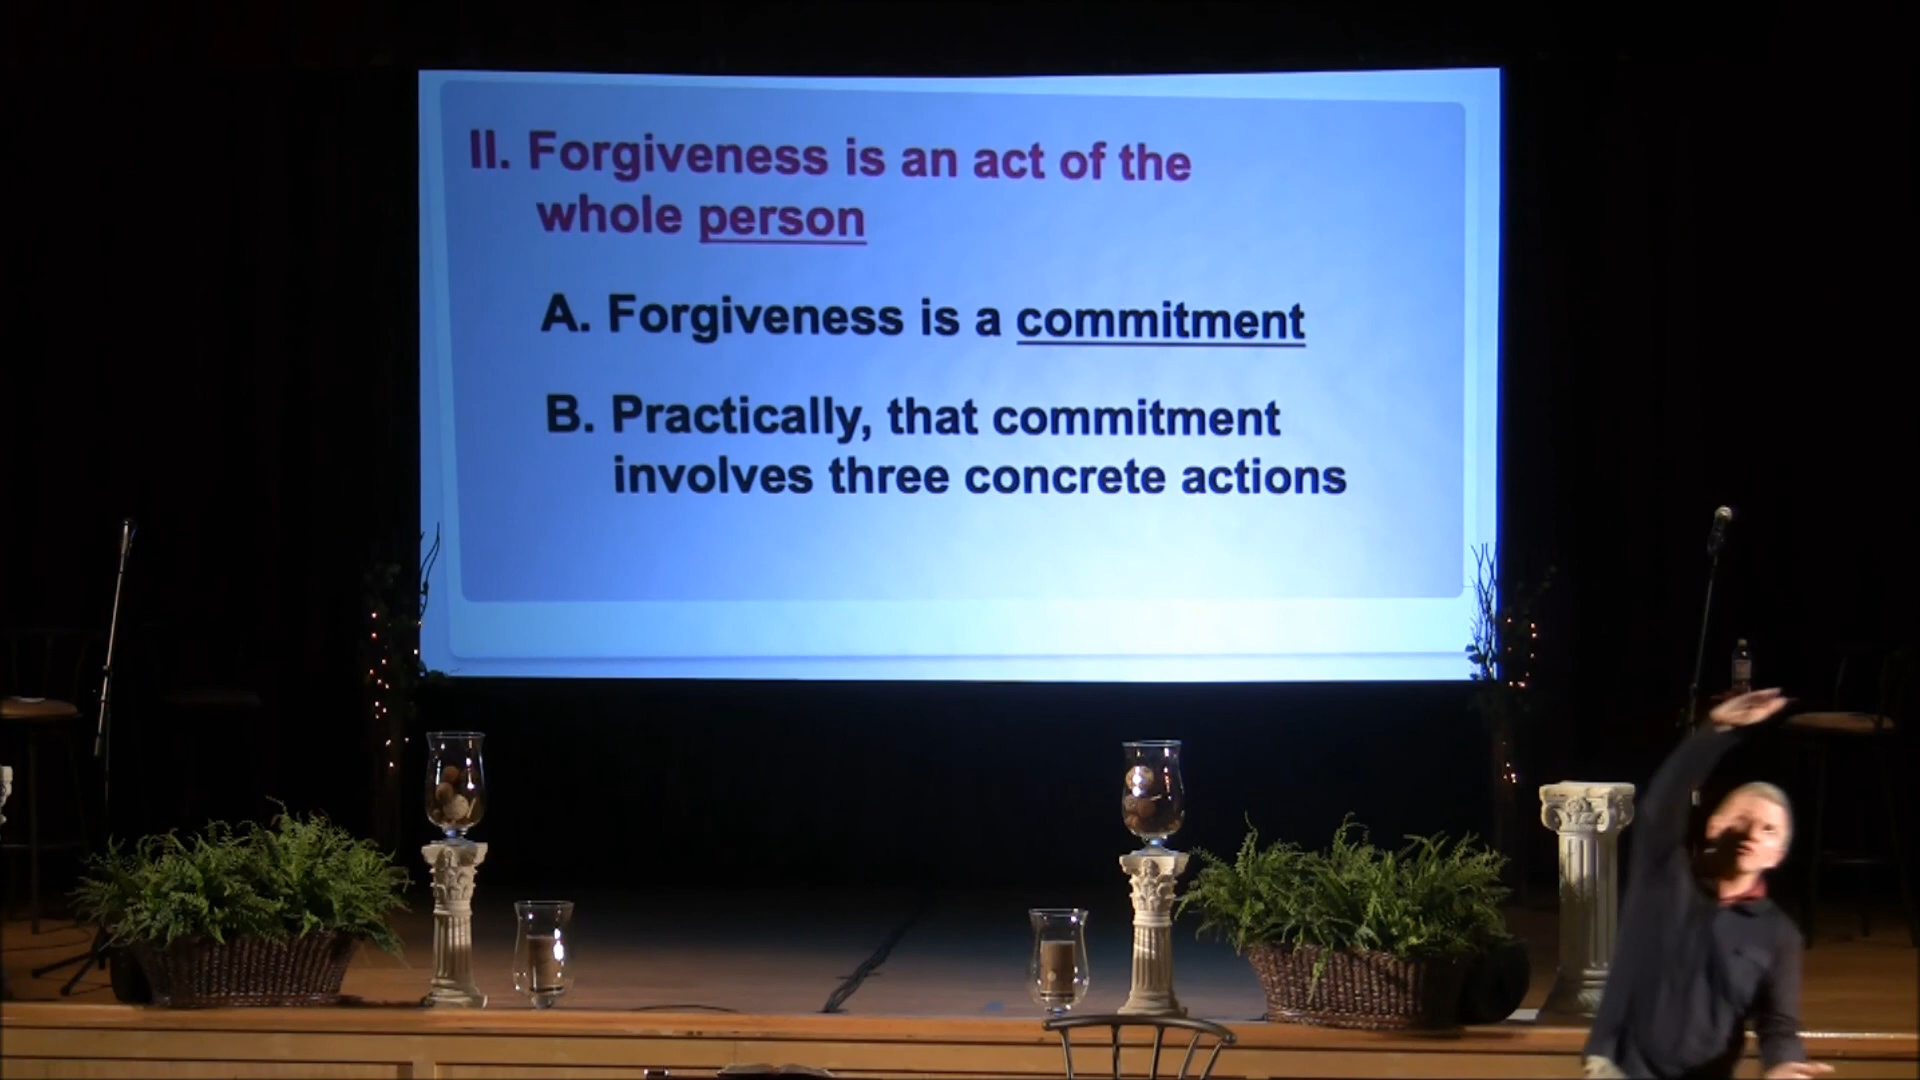 II. Forgiveness is an act of the
whole person
A. Forgiveness is a commitment
B. Practically, that commitment
involves three concrete actions